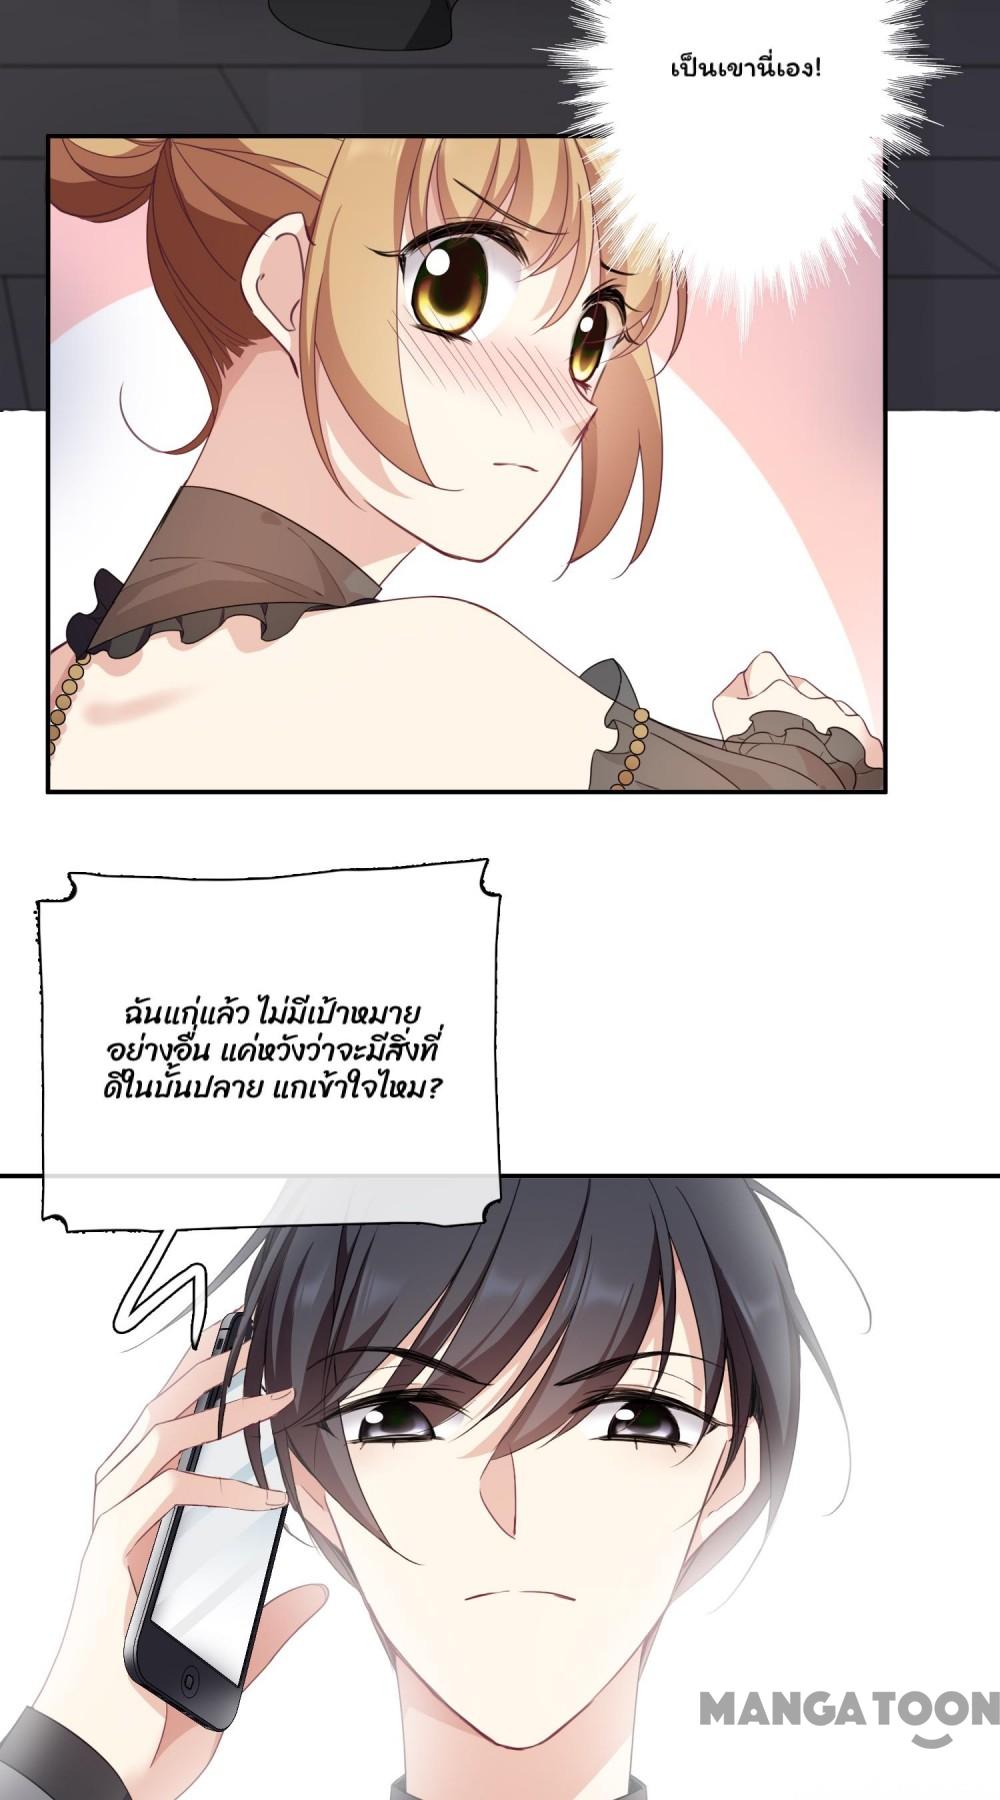 เป็นเขานี่เอง!
ฉันแก่แล้ว ไม่มีเป้าหมาย
อย่างอื่น แค่หวังว่าจะมีสิ่งที่
ดีในบั้นปลาย แกเข้าใจไหม?
MANGATOON